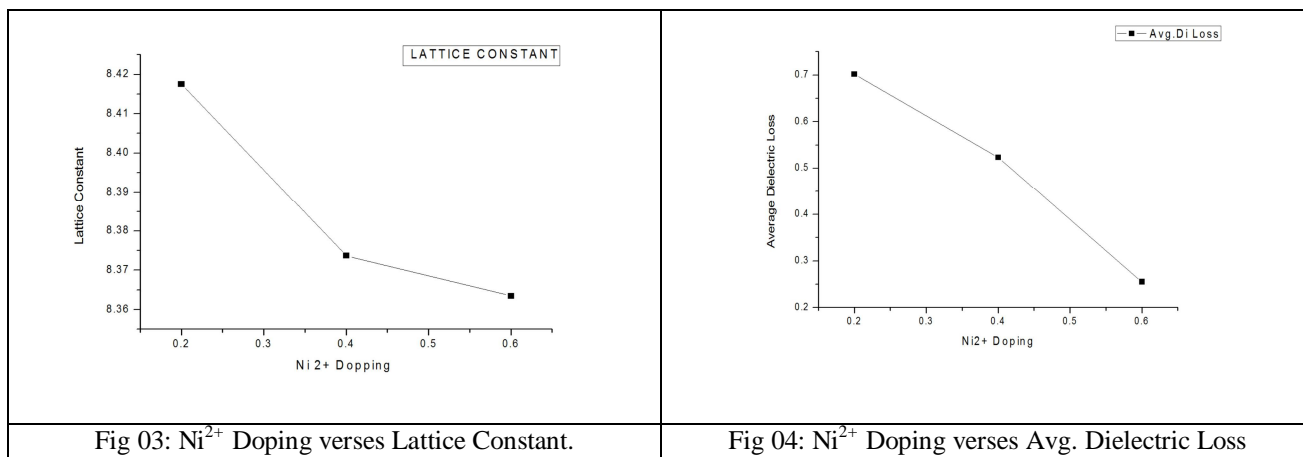 LATTICE CONSTANT
8.42
8.41
8.40
8.39
8.38
8.37
8.36
Lattice Constant
0.2 0.3 0.4 0.5 0.6
Ni 2+ Dopping
Fig 03: Ni²⁺ Doping verses Lattice Constant.
Avg.Di Loss
0.7
0.6
0.5
0.4
0.3
0.2
Average Dielectric Loss
0.2 0.3 0.4 0.5 0.6
Ni2+ Doping
Fig 04: Ni²⁺ Doping verses Avg. Dielectric Loss